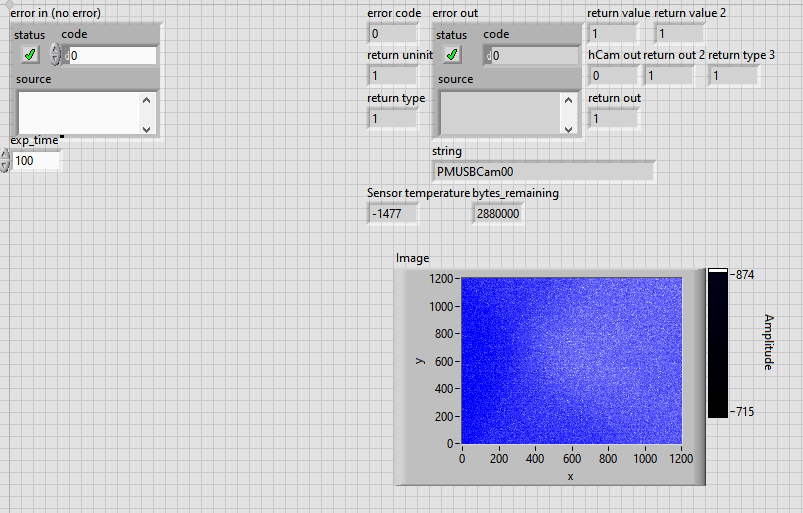 error in (no error)
status code
d0
source
exp_time
100
error code
0
return uninit
1
return type
1
error out
status code
d0
source
return value return value 2
1 1
hCam out return out 2 return type 3
0 1 1
return out
1
string
PMUSBCam00
Sensor temperature bytes_remaining
-1477 2880000
Image
1200
1000
800
600
400
200
0
y
0 200 400 600 800 1000 1200
x
-874
-715
Amplitude